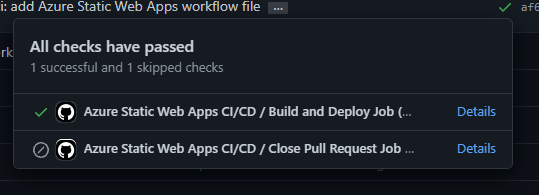 i: add Azure Static Web Apps workflow file ...
af6
All checks have passed
1 successful and 1 skipped checks
Azure Static Web Apps CI/CD / Build and Deploy Job (... Details
Azure Static Web Apps CI/CD / Close Pull Request Job ... Details